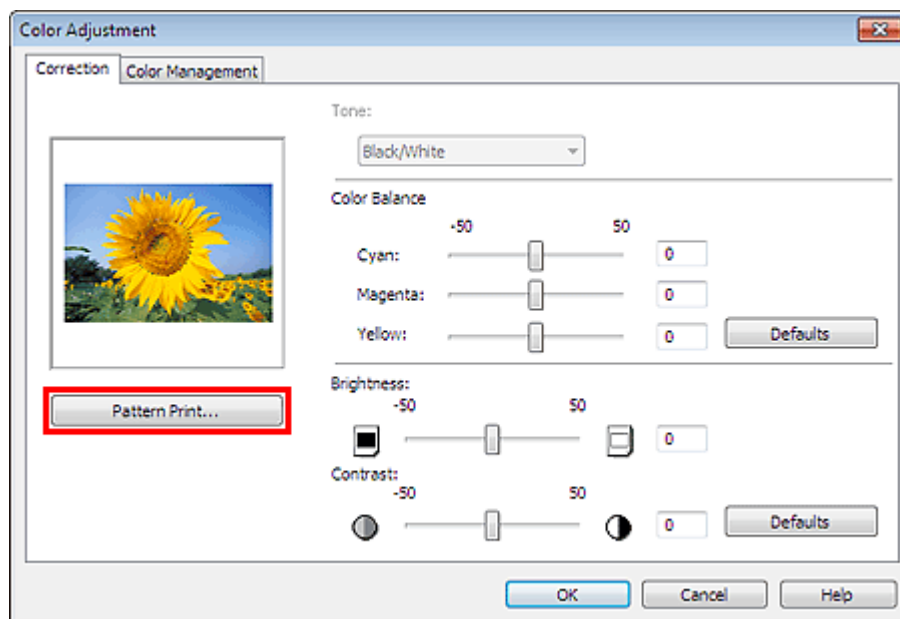 Color Adjustment
Correction
Color Management
Tone:
Black/White
Color Balance
-50 50
Cyan: 0
Magenta: 0
Yellow: 0
Defaults
Pattern Print...
Brightness:
-50 50
0
Contrast:
-50 50
0
Defaults
OK
Cancel
Help